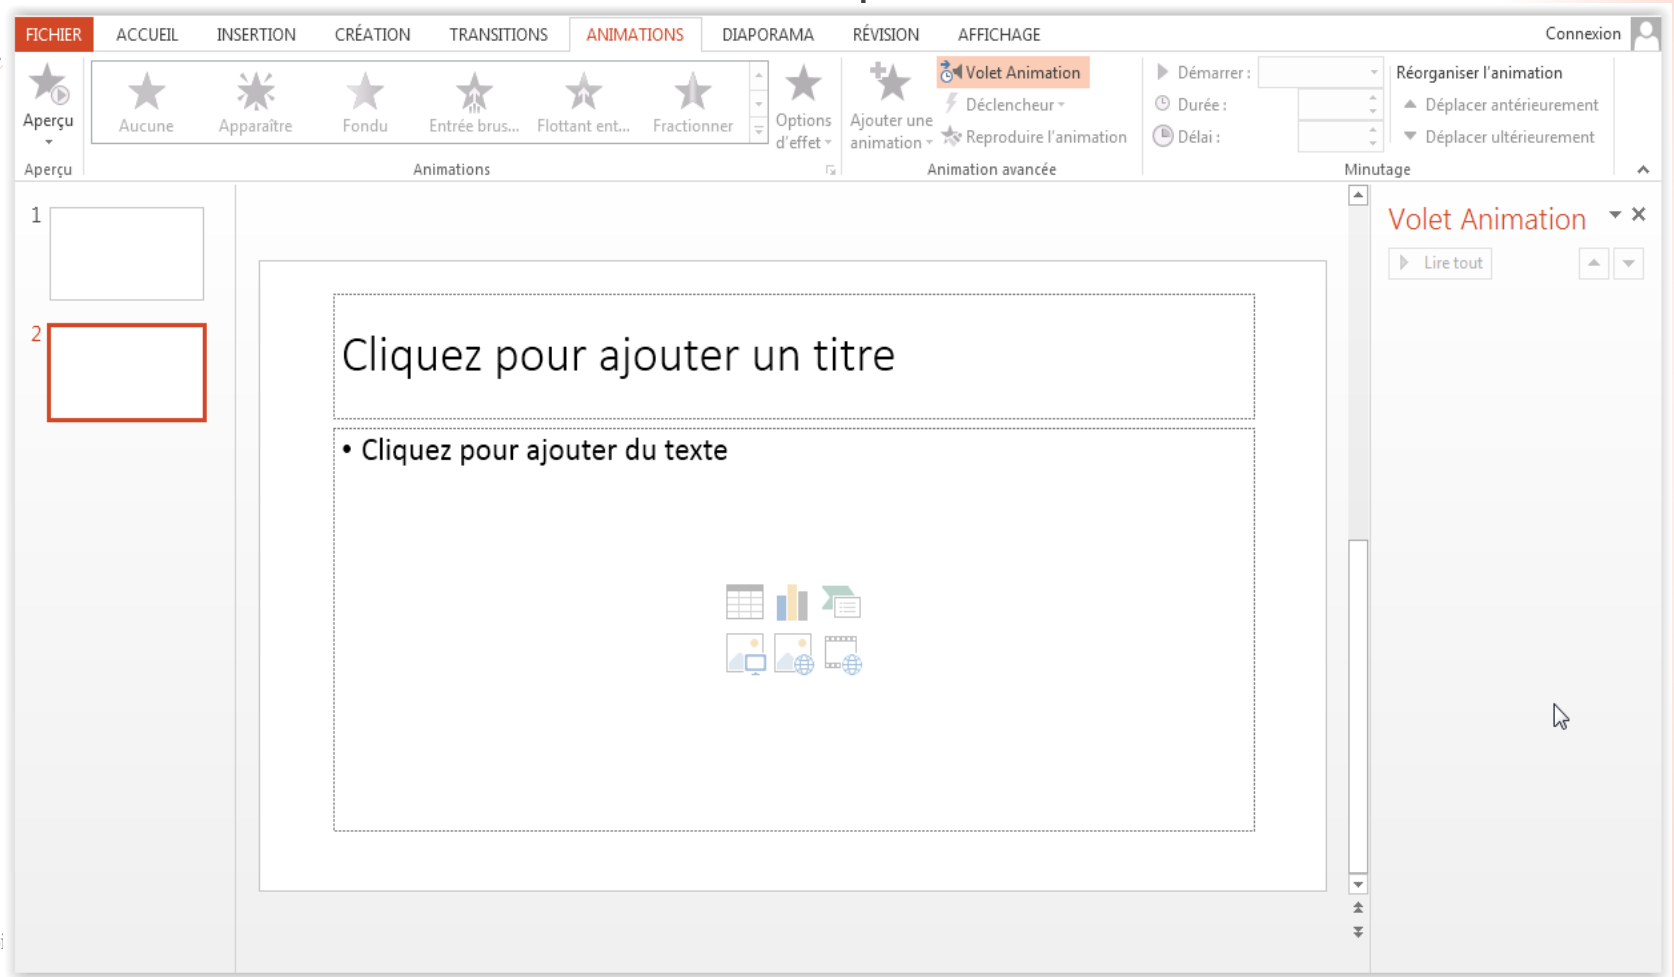 FICHIER ACCUEIL INSERTION CRÉATION TRANSITIONS ANIMATIONS DIAPORAMA RÉVISION AFFICHAGE Connexion
Aperçu
Aucune Apparaître Fondu Entrée brus... Flottant ent... Fractionner
Options
d'effet
Ajouter une
animation
Volet Animation
Déclencheur
Reproduire l'animation
Démarrer :
Durée :
Délai :
Réorganiser l'animation
Déplacer antérieurement
Déplacer ultérieurement
Aperçu Animations Animation avancée Minutage
1
2
Cliquez pour ajouter un titre
• Cliquez pour ajouter du texte
Volet Animation
Lire tout